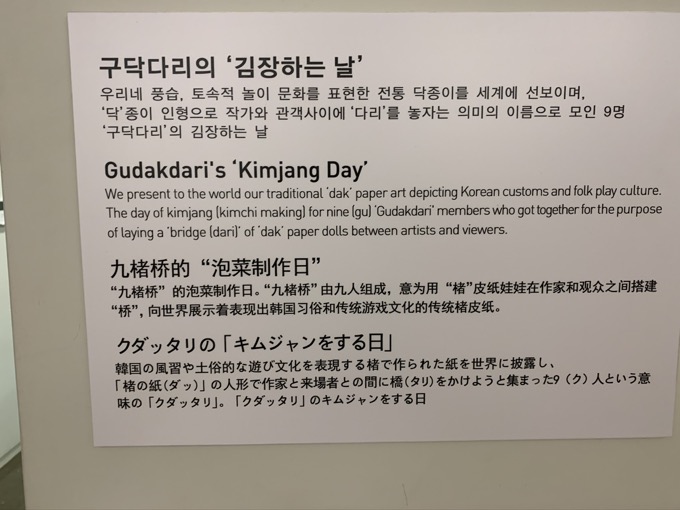 구닥다리의 ‘김장하는 날’
우리네 풍습, 토속적 놀이 문화를 표현한 전통 닥종이를 세계에 선보이며,
‘닥’종이 인형으로 작가와 관객사이에 ‘다리’를 놓자는 의미의 이름으로 모인 9명
‘구닥다리’의 김장하는 날
Gudakdari's ‘Kimjang Day’
We present to the world our traditional ‘dak’ paper art depicting Korean customs and folk play culture.
The day of kimjang (kimchi making) for nine (gu) ‘Gudakdari’ members who got together for the purpose
of laying a ‘bridge (dari)’ of ‘dak’ paper dolls between artists and viewers.
九楮桥的 “泡菜制作日”
“九楮桥” 的泡菜制作日。“九楮桥” 由九人组成，意为用 “楮”皮纸娃娃在作家和观众之间搭建
“桥”，向世界展示着表现出韩国习俗和传统游戏文化的传统楮皮纸。
クダッタリの「キムジャンをする日」
韓国の風習や土俗的な遊び文化を表現する楮で作られた紙を世界に披露し、
「楮の紙(ダッ)」の人形で作家と来場者との間に橋(タリ)をかけようと集まった9（ク）人という意
味の「クダッタリ」。「クダッタリ」のキムジャンをする日